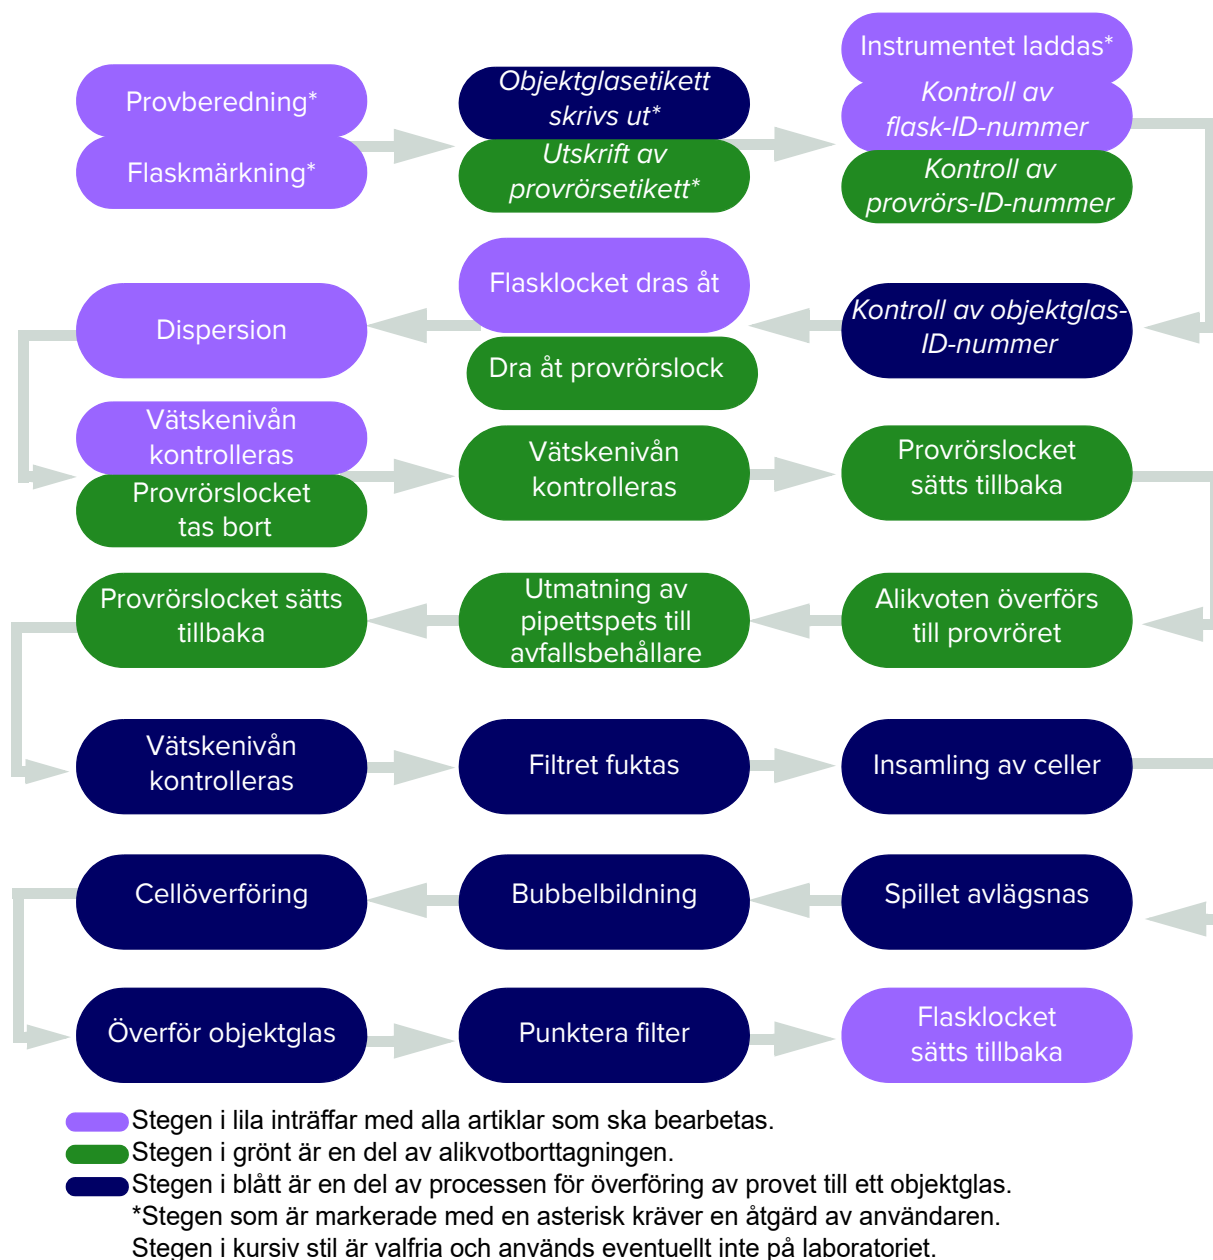 Provberedning*
Flaskmärkning*
Objektglasetikett
skrivs ut*
Utskrift av
provrörsetikett*
Instrumentet laddas*
Kontroll av
flask-ID-nummer
Kontroll av
provrörs-ID-nummer
Kontroll av objektglas-
ID-nummer
Flasklocket dras åt
Dra åt provrörslock
Dispersion
Vätskenivån
kontrolleras
Provrörslocket
tas bort
Vätskenivån
kontrolleras
Provrörslocket
sätts tillbaka
Alikvoten överförs
till provröret
Utmatning av
pipettspets till
avfallsbehållare
Provrörslocket sätts
tillbaka
Vätskenivån
kontrolleras
Filtret fuktas
Insamling av celler
Spillet avlägsnas
Bubbelbildning
Cellöverföring
Överför objektglas
Punktera filter
Flasklocket
sätts tillbaka
Stegen i lila inträffar med alla artiklar som ska bearbetas.
Stegen i grönt är en del av alikvotborttagningen.
Stegen i blått är en del av processen för överföring av provet till ett objektglas.
*Stegen som är markerade med en asterisk kräver en åtgärd av användaren.
Stegen i kursiv stil är valfria och används eventuellt inte på laboratoriet.